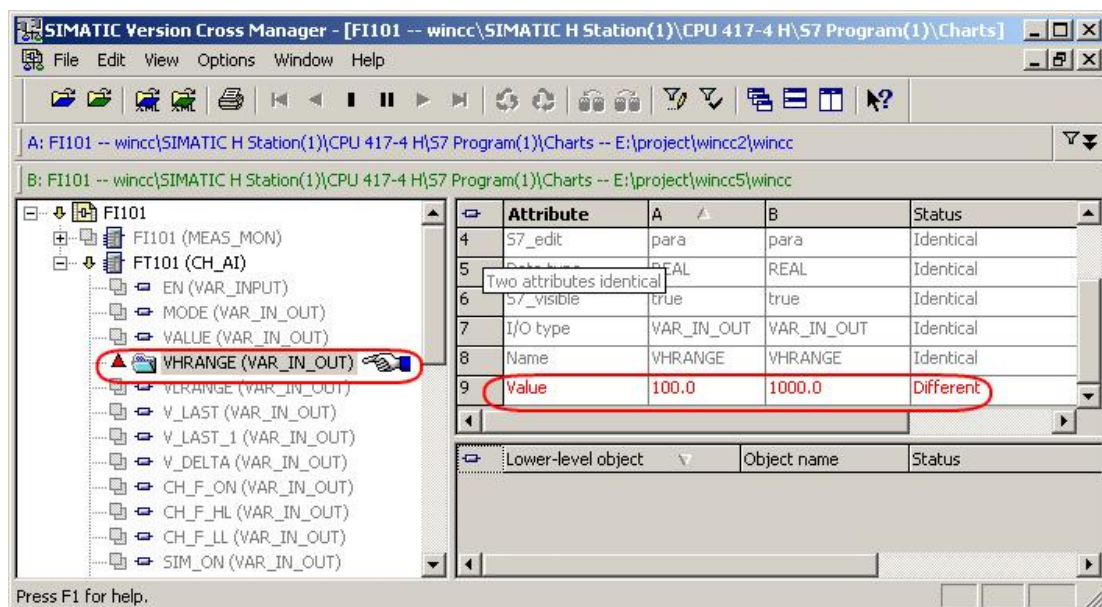 SIMATIC Version Cross Manager - [FI101 -- wincc\SIMATIC H Station(1)\CPU 417-4 H\S7 Program(1)\Charts]
File Edit View Options Window Help
XML XML
A: FI101 -- wincc\SIMATIC H Station(1)\CPU 417-4 H\S7 Program(1)\Charts -- E:\project\wincc2\wincc
B: FI101 -- wincc\SIMATIC H Station(1)\CPU 417-4 H\S7 Program(1)\Charts -- E:\project\wincc5\wincc
FI101
FI101 (MEAS_MON)
FT101 (CH_AI)
EN (VAR_INPUT)
MODE (VAR_IN_OUT)
VALUE (VAR_IN_OUT)
VHRANGE (VAR_IN_OUT)
VLRANGE (VAR_IN_OUT)
V_LAST (VAR_IN_OUT)
V_LAST_1 (VAR_IN_OUT)
V_DELTA (VAR_IN_OUT)
CH_F_ON (VAR_IN_OUT)
CH_F_HL (VAR_IN_OUT)
CH_F_LL (VAR_IN_OUT)
SIM_ON (VAR_IN_OUT)
Attribute A B Status
4 S7_edit para para Identical
5 REAL REAL Identical
Two attributes identical
6 S7_visible true true Identical
7 I/O type VAR_IN_OUT VAR_IN_OUT Identical
8 Name VHRANGE VHRANGE Identical
9 Value 100.0 1000.0 Different
Lower-level object Object name Status
Press F1 for help.